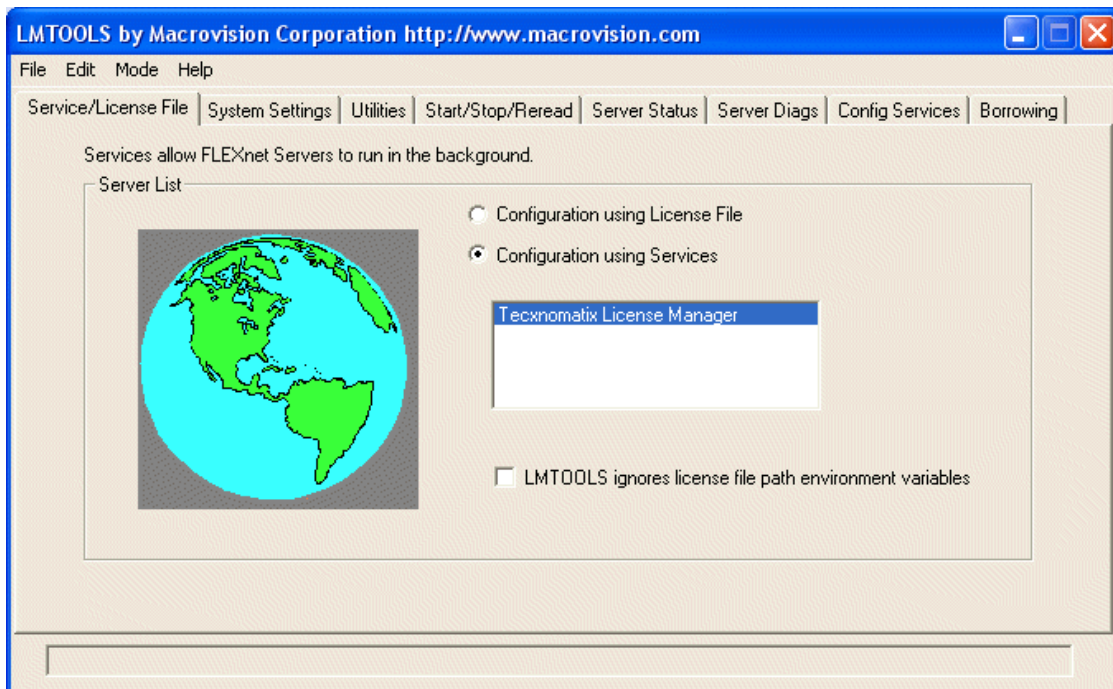 LMTOOLS by Macrovision Corporation http://www.macrovision.com
File Edit Mode Help
Service/License File System Settings Utilities Start/Stop/Reread Server Status Server Diags Config Services Borrowing
Services allow FLEXnet Servers to run in the background.
Server List
Configuration using License File
Configuration using Services
Tecxnomatix License Manager
LMTOOLS ignores license file path environment variables